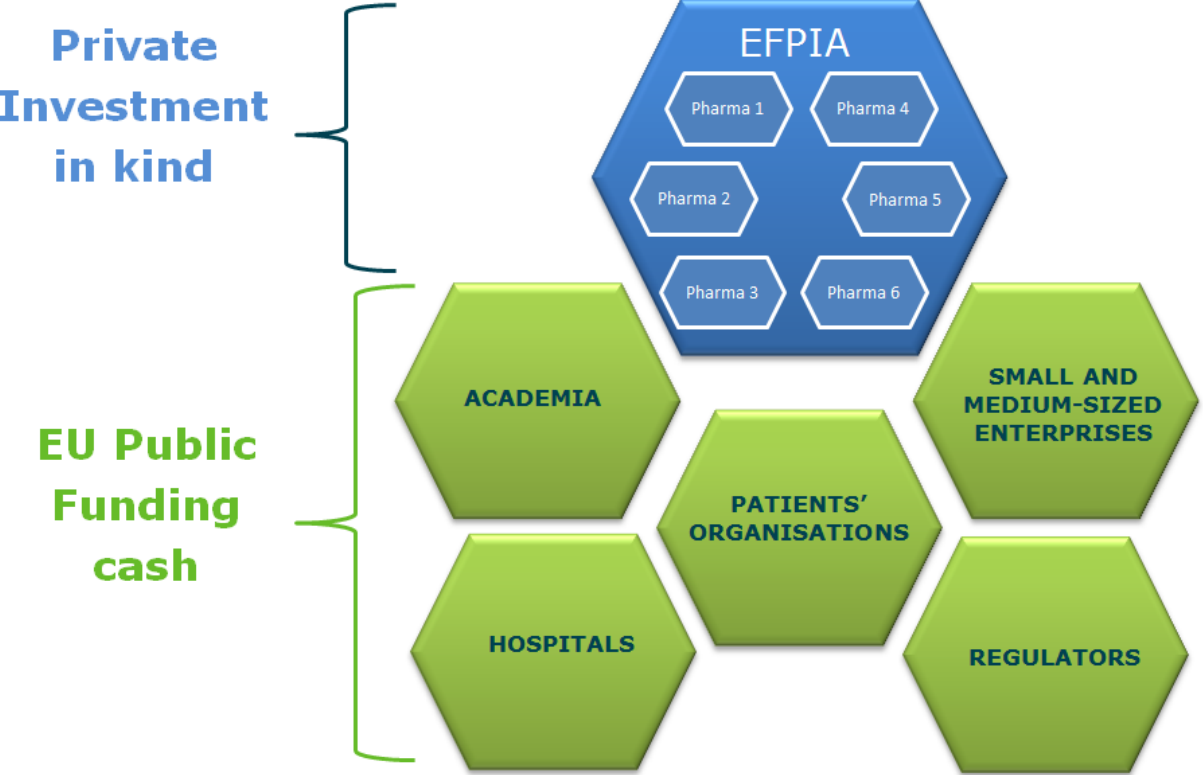 Private
Investment
in kind
EFPIA
Pharma 1
Pharma 4
Pharma 2
Pharma 5
Pharma 3
Pharma 6
EU Public
Funding
cash
ACADEMIA
SMALL AND
MEDIUM-SIZED
ENTERPRISES
PATIENTS’
ORGANISATIONS
HOSPITALS
REGULATORS